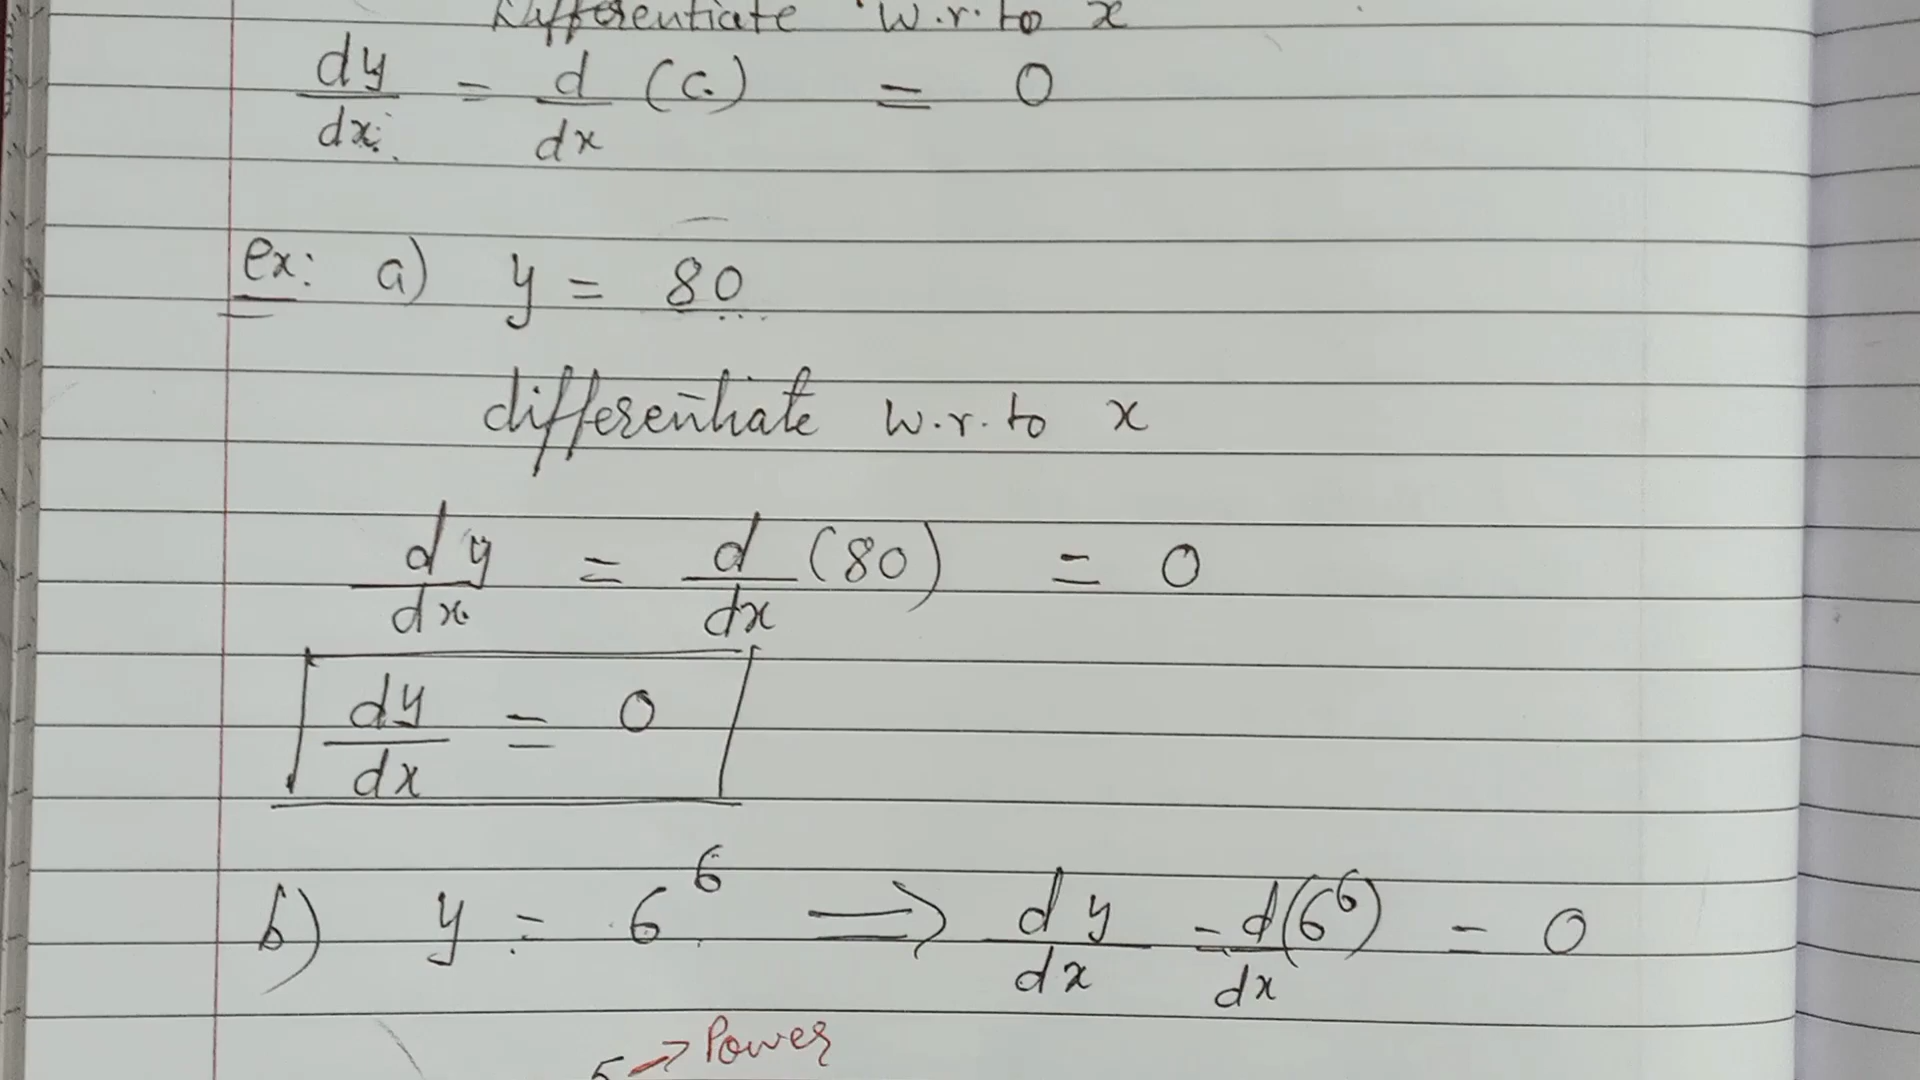 Differentiate w.r.to x
dy/dx = d/dx (c) = 0
ex: a) y = 80
differentiate w.r.to x
dy/dx = d/dx (80) = 0
dy/dx = 0
b) y = 6^6 ⟹ dy/dx = d(6^6)/dx = 0
→ Power